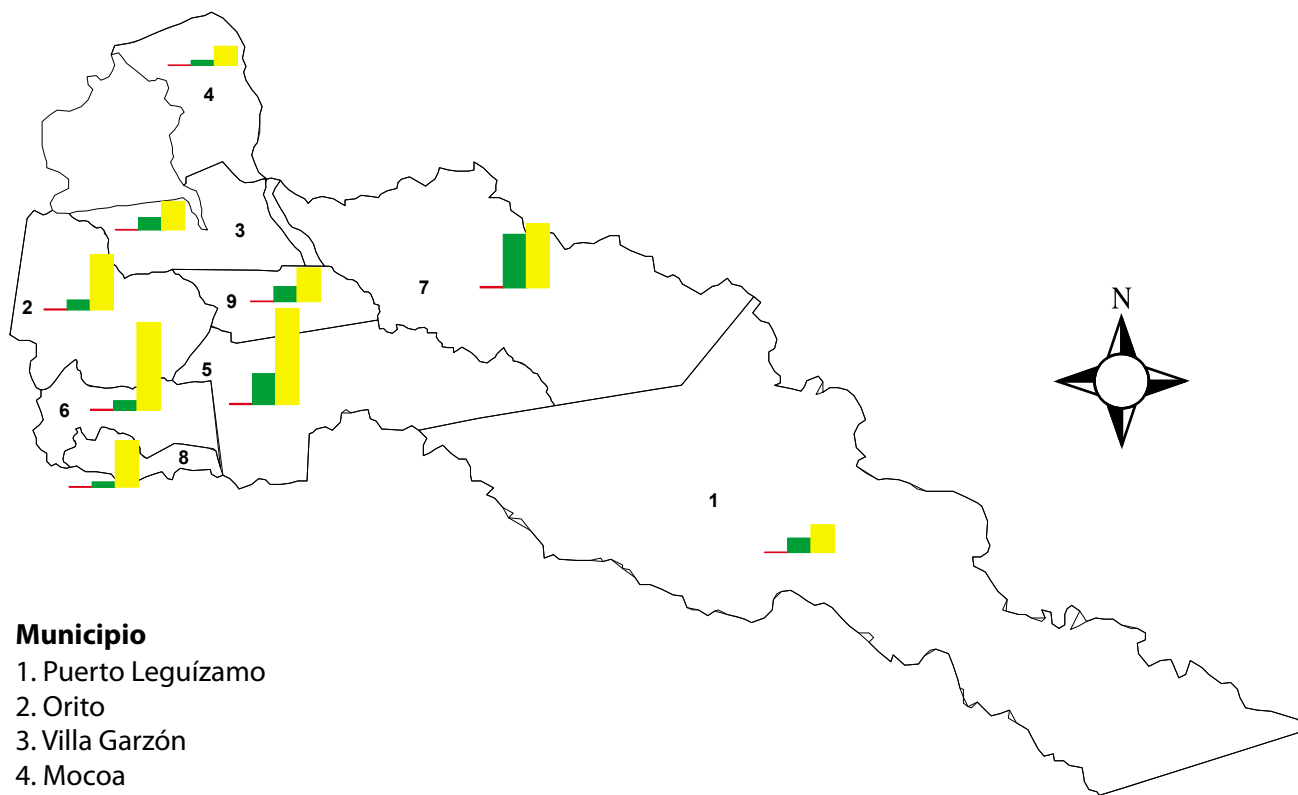 4
3
7
2
9
5
6
8
1
N
Municipio
1. Puerto Leguízamo
2. Orito
3. Villa Garzón
4. Mocoa